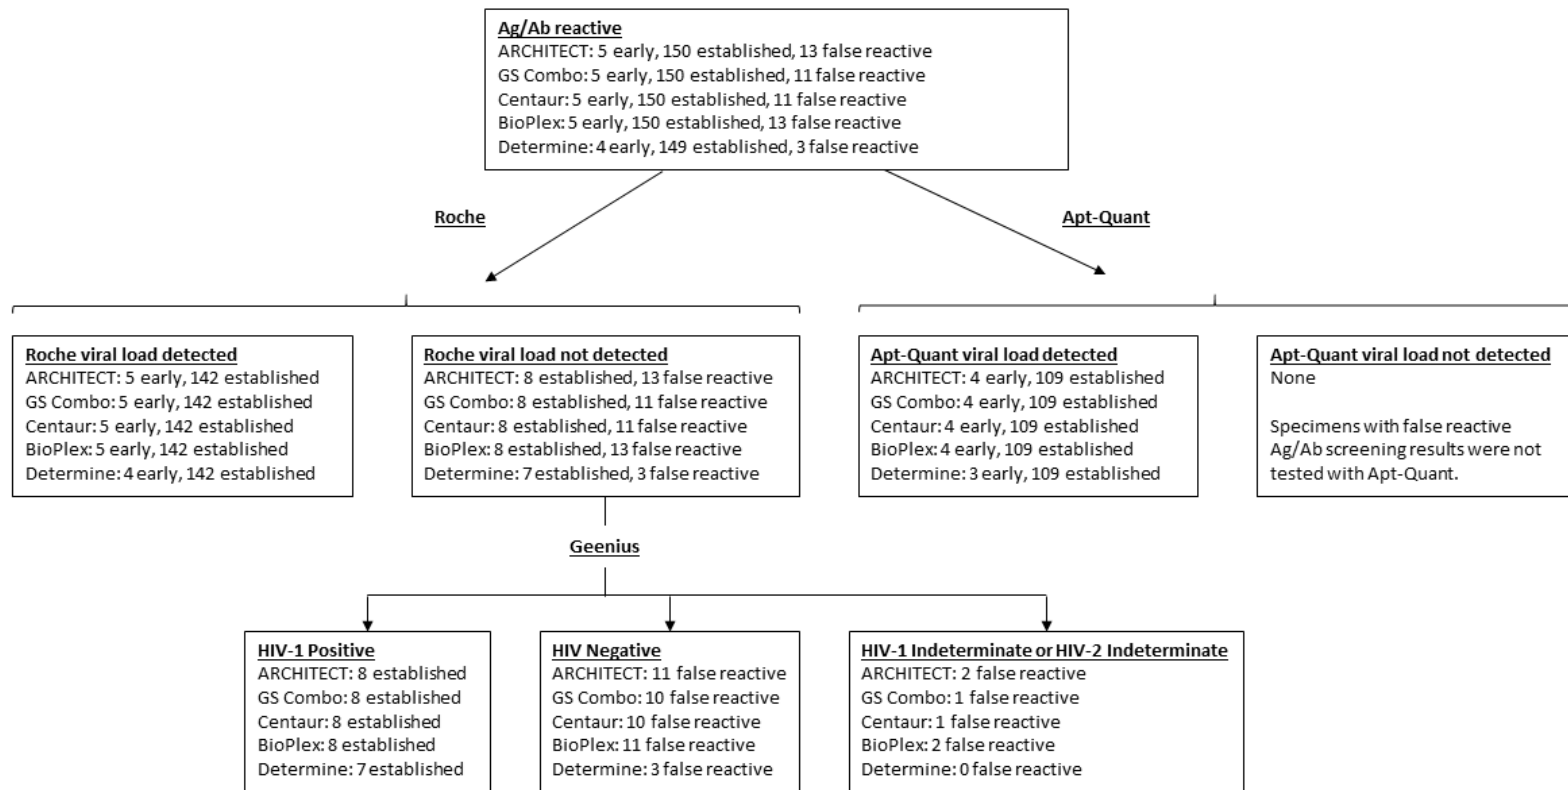 Ag/Ab reactive
ARCHITECT: 5 early, 150 established, 13 false reactive
GS Combo: 5 early, 150 established, 11 false reactive
Centaur: 5 early, 150 established, 11 false reactive
BioPlex: 5 early, 150 established, 13 false reactive
Determine: 4 early, 149 established, 3 false reactive
Roche
Apt-Quant
Roche viral load detected
ARCHITECT: 5 early, 142 established
GS Combo: 5 early, 142 established
Centaur: 5 early, 142 established
BioPlex: 5 early, 142 established
Determine: 4 early, 142 established
Roche viral load not detected
ARCHITECT: 8 established, 13 false reactive
GS Combo: 8 established, 11 false reactive
Centaur: 8 established, 11 false reactive
BioPlex: 8 established, 13 false reactive
Determine: 7 established, 3 false reactive
Apt-Quant viral load detected
ARCHITECT: 4 early, 109 established
GS Combo: 4 early, 109 established
Centaur: 4 early, 109 established
BioPlex: 4 early, 109 established
Determine: 3 early, 109 established
Apt-Quant viral load not detected
None
Specimens with false reactive
Ag/Ab screening results were not
tested with Apt-Quant.
Geenius
HIV-1 Positive
ARCHITECT: 8 established
GS Combo: 8 established
Centaur: 8 established
BioPlex: 8 established
Determine: 7 established
HIV Negative
ARCHITECT: 11 false reactive
GS Combo: 10 false reactive
Centaur: 10 false reactive
BioPlex: 11 false reactive
Determine: 3 false reactive
HIV-1 Indeterminate or HIV-2 Indeterminate
ARCHITECT: 2 false reactive
GS Combo: 1 false reactive
Centaur: 1 false reactive
BioPlex: 2 false reactive
Determine: 0 false reactive